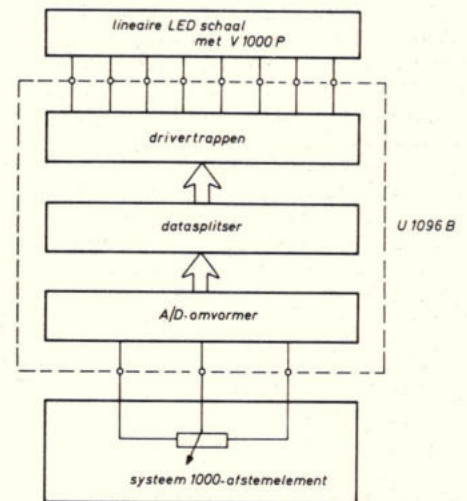 lineaire LED schaal
met V 1000 P
drivertrappen
datasplitser
U 1096 B
A/D-omvormer
systeem 1000-afstemelement